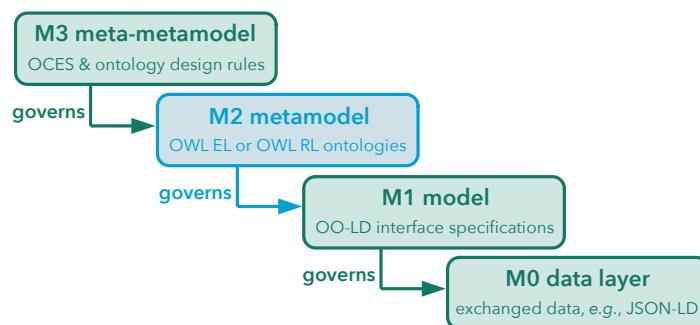 M3 meta-metamodel
OCES & ontology design rules
governs
M2 metamodel
OWL EL or OWL RL ontologies
governs
M1 model
OO-LD interface specifications
governs
M0 data layer
exchanged data, e.g., JSON-LD